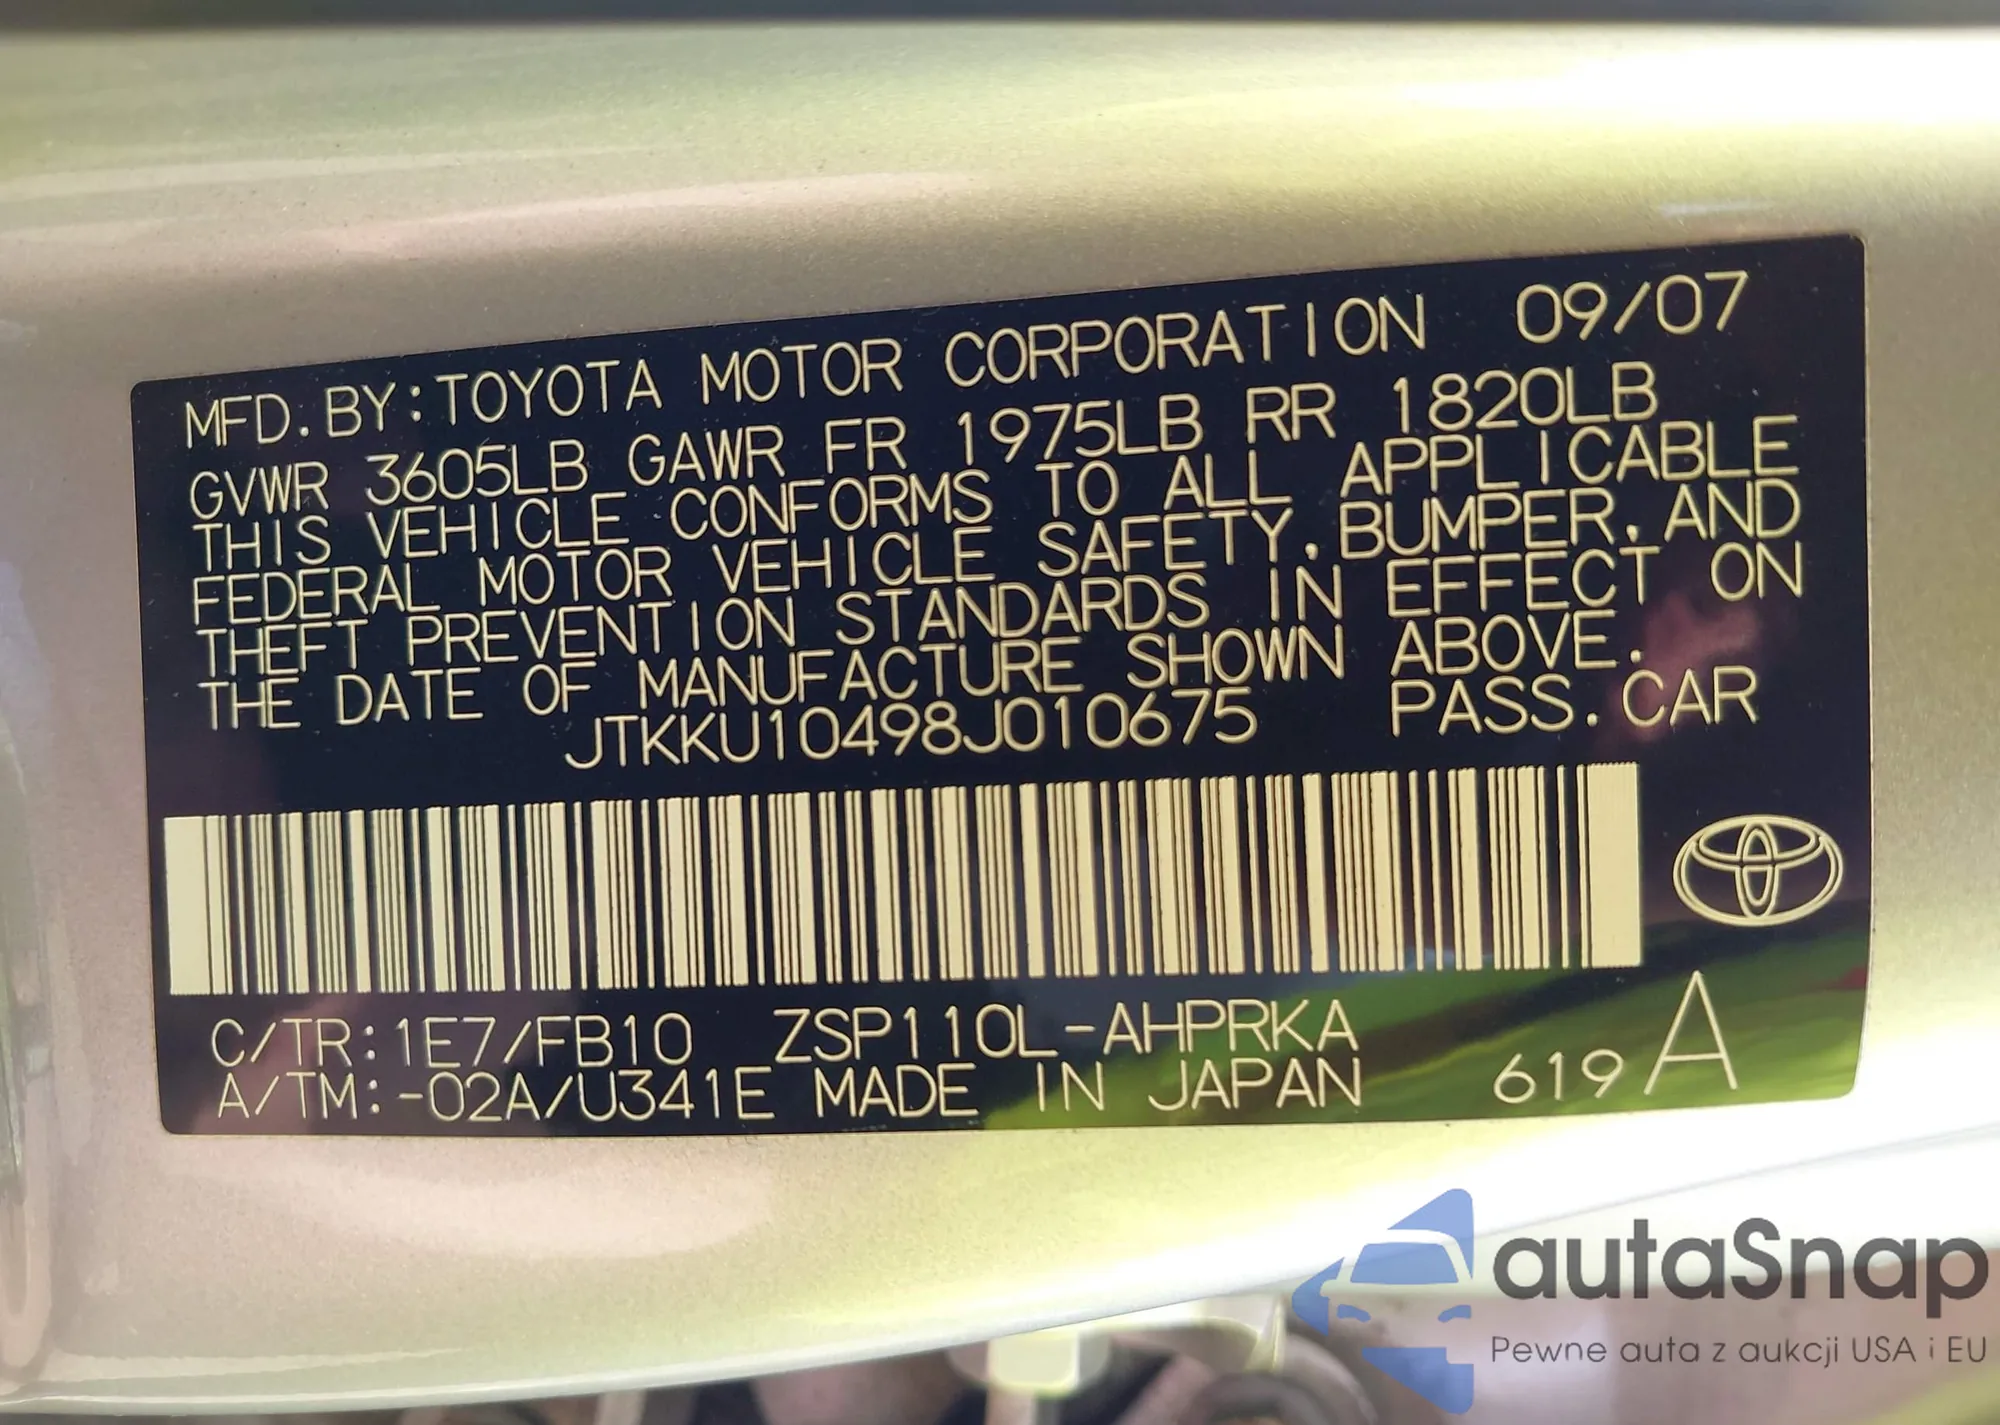 MFD. BY: TOYOTA MOTOR CORPORATION 09/07
GVWR 3605LB GAWR FR 1975LB RR 1820LB
THIS VEHICLE CONFORMS TO ALL APPLICABLE
FEDERAL MOTOR VEHICLE SAFETY, BUMPER, AND
THEFT PREVENTION STANDARDS IN EFFECT ON
THE DATE OF MANUFACTURE SHOWN ABOVE.
JTKKU10498J010675 PASS. CAR
C/TR: 1E7/FB10 ZSP110L-AHPRKA
A/TM: -02A/U341E MADE IN JAPAN 619 A
autaSnap
Pewne auta z aukcji USA i EU